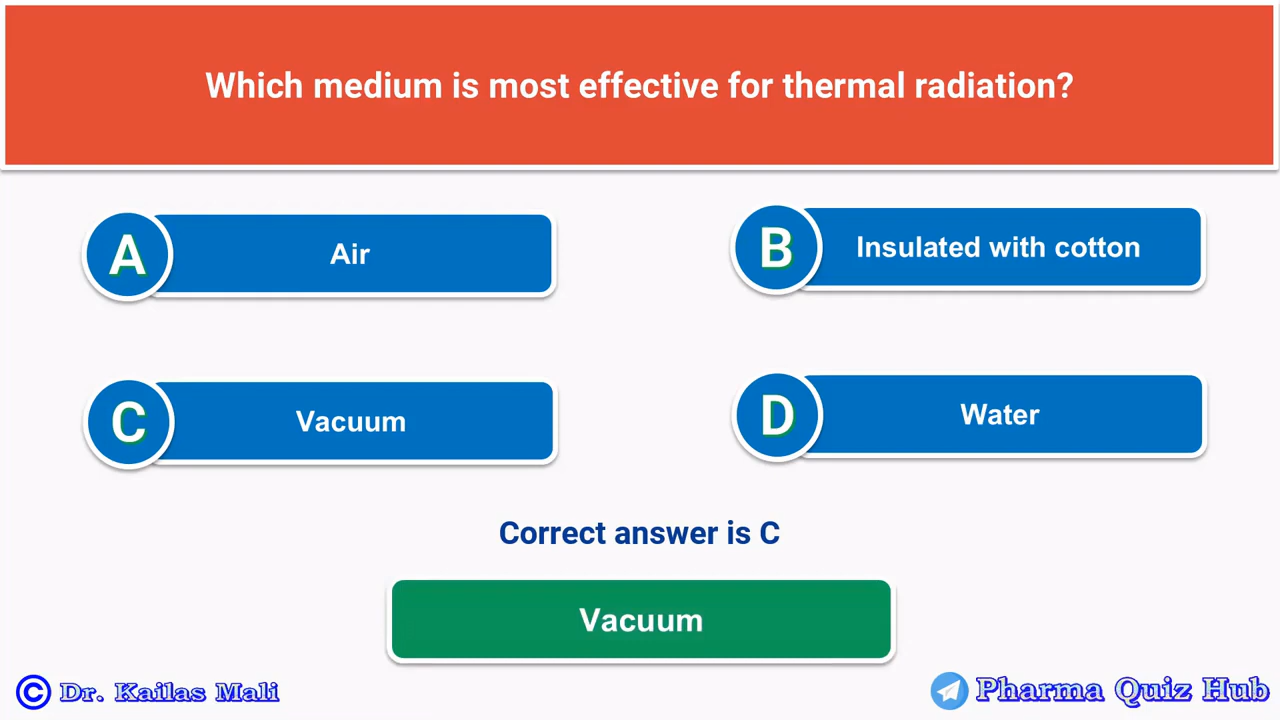 Which medium is most effective for thermal radiation?
A Air
B Insulated with cotton
C Vacuum
D Water
Correct answer is C
Vacuum
© Dr. Kailas Mali
Pharma Quiz Hub